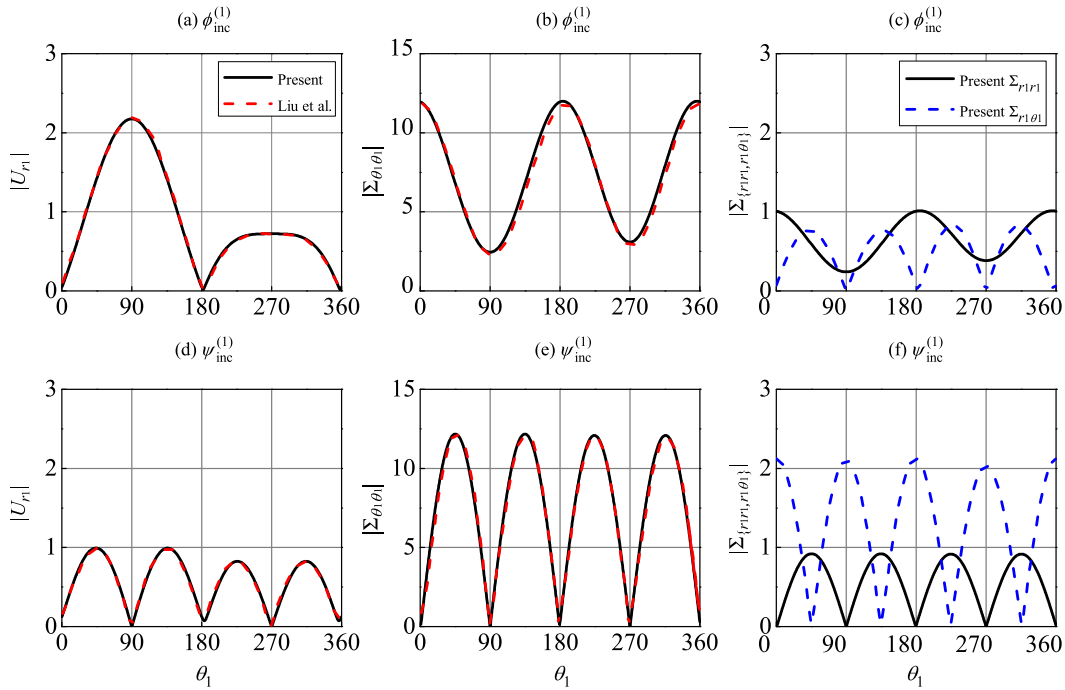 (a) ϕ_inc^(1)
(b) ϕ_inc^(1)
(c) ϕ_inc^(1)
|U_r1|
3
2
1
0
0 90 180 270 360
Present
Liu et al.
|Σ_θ1θ1|
15
10
5
0
0 90 180 270 360
|Σ_{r1r1,r1θ1}|
3
2
1
0
0 90 180 270 360
Present Σ_r1r1
Present Σ_r1θ1
(d) ψ_inc^(1)
(e) ψ_inc^(1)
(f) ψ_inc^(1)
|U_r1|
3
2
1
0
0 90 180 270 360
θ_1
|Σ_θ1θ1|
15
10
5
0
0 90 180 270 360
θ_1
|Σ_{r1r1,r1θ1}|
3
2
1
0
0 90 180 270 360
θ_1